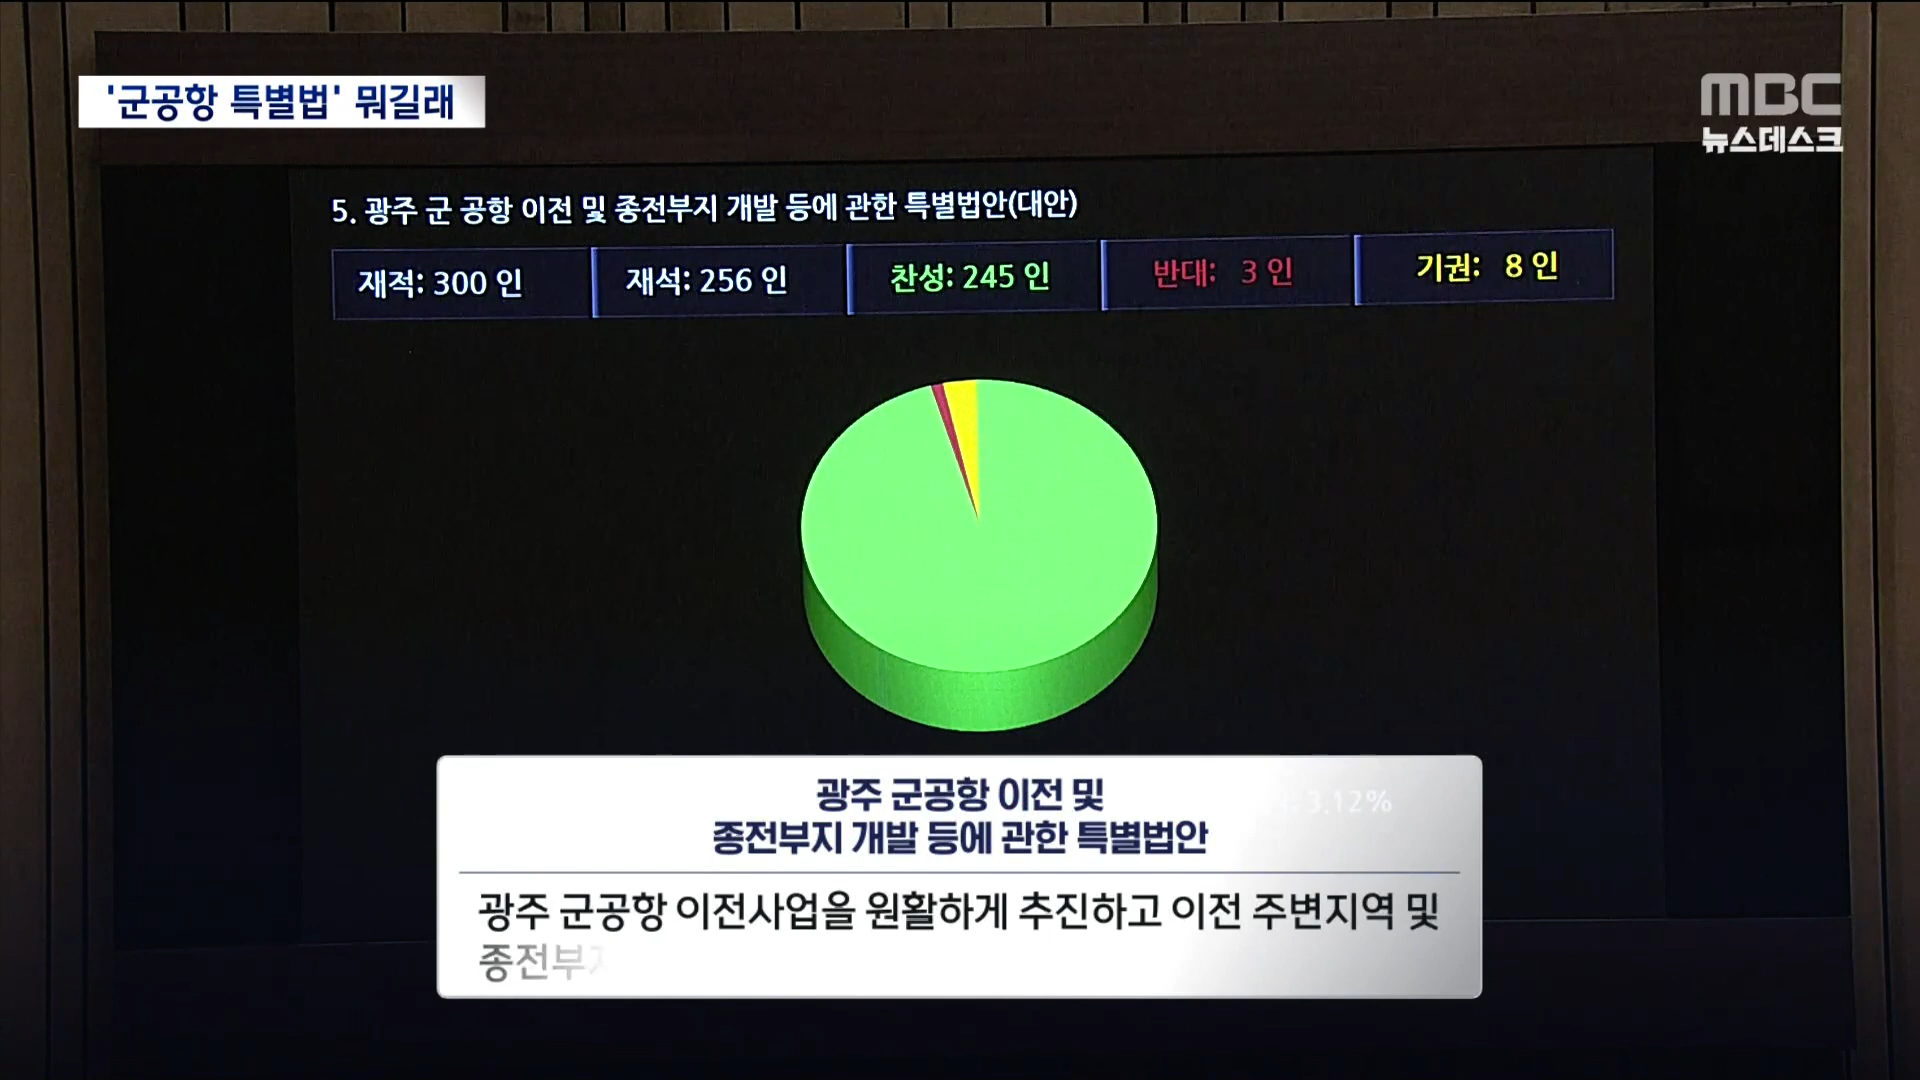 '군공항 특별법' 뭐길래
MBC
뉴스데스크
5. 광주 군 공항 이전 및 종전부지 개발 등에 관한 특별법안(대안)
재적: 300 인
재석: 256 인
찬성: 245 인
반대: 3 인
기권: 8 인
3.12%
광주 군공항 이전 및
종전부지 개발 등에 관한 특별법안
광주 군공항 이전사업을 원활하게 추진하고 이전 주변지역 및
종전부지